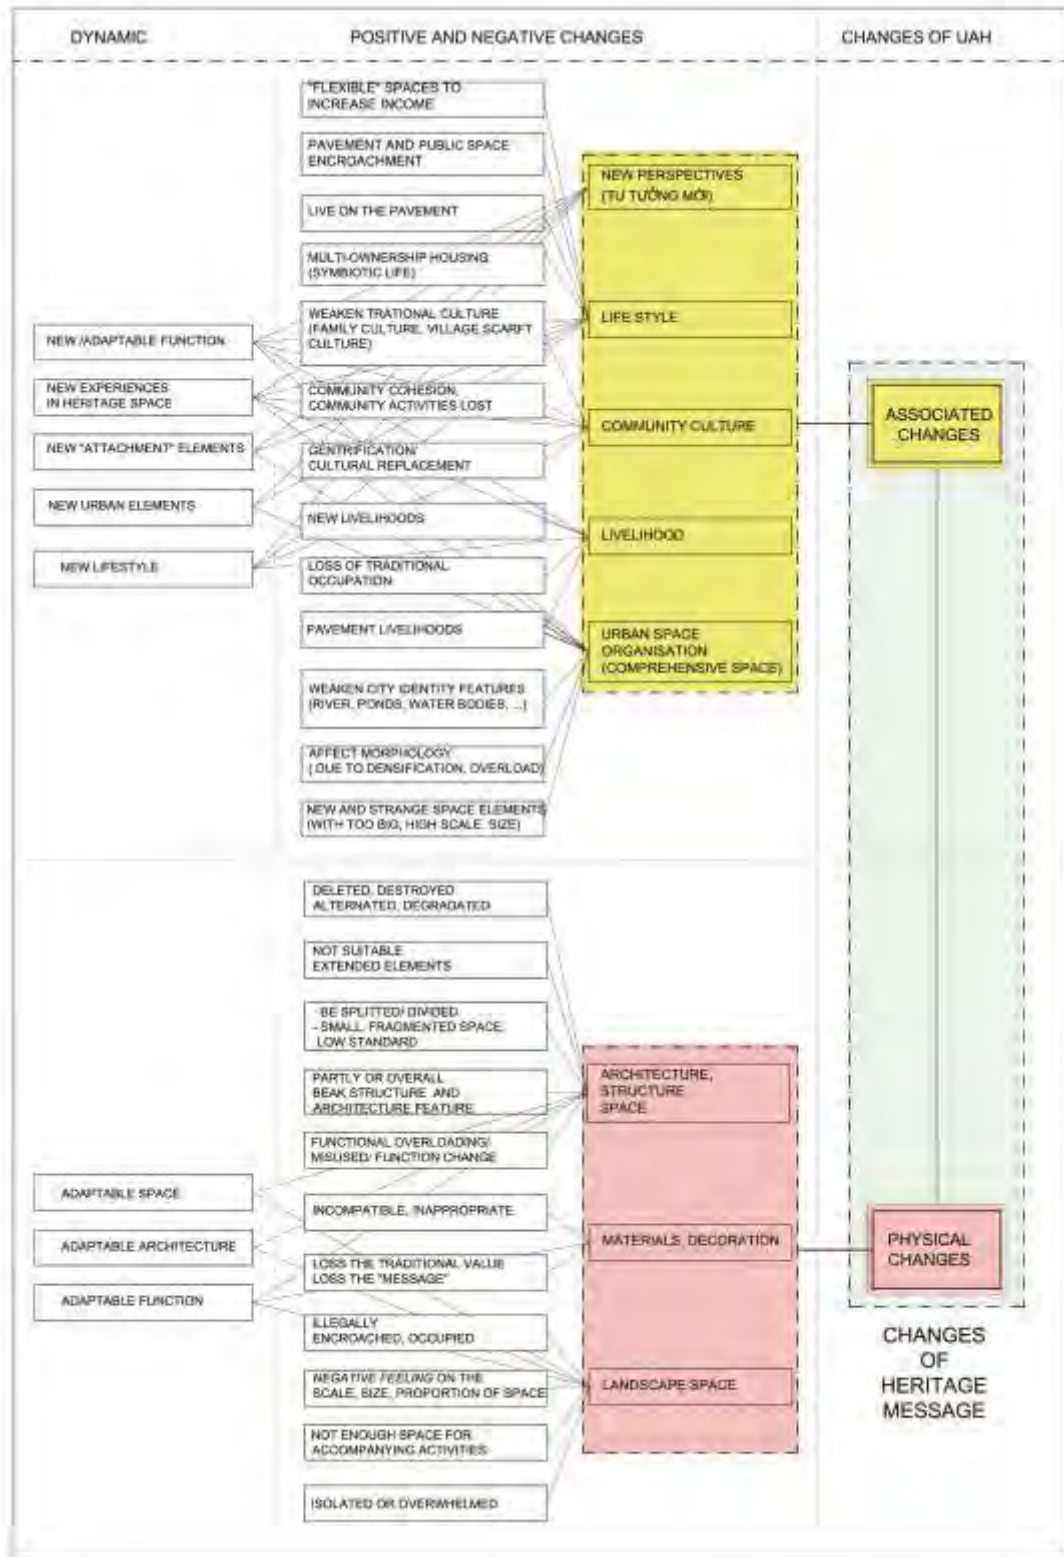 DYNAMIC
POSITIVE AND NEGATIVE CHANGES
CHANGES OF UAH
NEW /ADAPTABLE FUNCTION
NEW EXPERIENCES
IN HERITAGE SPACE
NEW "ATTACHMENT" ELEMENTS
NEW URBAN ELEMENTS
NEW LIFESTYLE
"FLEXIBLE" SPACES TO
INCREASE INCOME
PAVEMENT AND PUBLIC SPACE
ENCROACHMENT
LIVE ON THE PAVEMENT
MULTI-OWNERSHIP HOUSING
(SYMBIOTIC LIFE)
WEAKEN TRATIONAL CULTURE
(FAMILY CULTURE, VILLAGE SCARFT
CULTURE)
COMMUNITY COHESION,
COMMUNITY ACTIVITIES LOST
GENTRIFICATION/
CULTURAL REPLACEMENT
NEW LIVELIHOODS
LOSS OF TRADITIONAL
OCCUPATION
PAVEMENT LIVELIHOODS
WEAKEN CITY IDENTITY FEATURES
(RIVER, PONDS, WATER BODIES, ...)
AFFECT MORPHOLOGY
( DUE TO DENSIFICATION, OVERLOAD)
NEW AND STRANGE SPACE ELEMENTS
(WITH TOO BIG, HIGH SCALE. SIZE)
NEW PERSPECTIVES
(TƯ TƯỞNG MỚI)
LIFE STYLE
COMMUNITY CULTURE
LIVELIHOOD
URBAN SPACE
ORGANISATION
(COMPREHENSIVE SPACE)
ASSOCIATED
CHANGES
ADAPTABLE SPACE
ADAPTABLE ARCHITECTURE
ADAPTABLE FUNCTION
DELETED, DESTROYED
ALTERNATED, DEGRADATED
NOT SUITABLE
EXTENDED ELEMENTS
- BE SPLITTED/ DIVIDED
- SMALL, FRAGMENTED SPACE,
LOW STANDARD
PARTLY OR OVERALL
BEAK STRUCTURE AND
ARCHITECTURE FEATURE
FUNCTIONAL OVERLOADING/
MISUSED/ FUNCTION CHANGE
INCOMPATIBLE, INAPPROPRIATE
LOSS THE TRADITIONAL VALUE
LOSS THE "MESSAGE"
ILLEGALLY
ENCROACHED, OCCUPIED
NEGATIVE FEELING ON THE
SCALE, SIZE, PROPORTION OF SPACE
NOT ENOUGH SPACE FOR
ACCOMPANYING ACTIVITIES
ISOLATED OR OVERWHELMED
ARCHITECTURE,
STRUCTURE
SPACE
MATERIALS, DECORATION
LANDSCAPE SPACE
PHYSICAL
CHANGES
CHANGES
OF
HERITAGE
MESSAGE